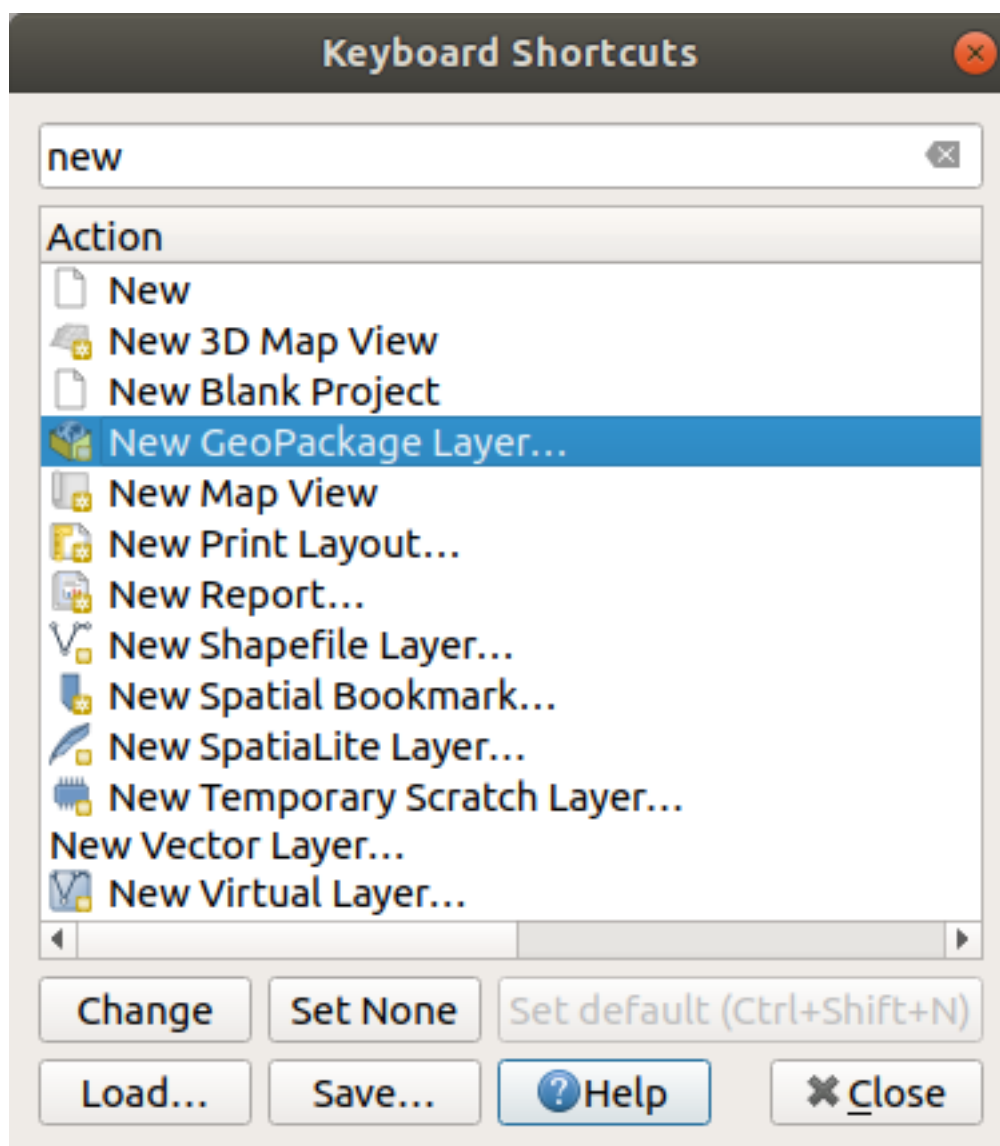 Keyboard Shortcuts
new
Action
New
New 3D Map View
New Blank Project
New GeoPackage Layer…
New Map View
New Print Layout…
New Report…
New Shapefile Layer…
New Spatial Bookmark…
New SpatiaLite Layer…
New Temporary Scratch Layer…
New Vector Layer…
New Virtual Layer…
Change Set None Set default (Ctrl+Shift+N)
Load… Save… Help Close